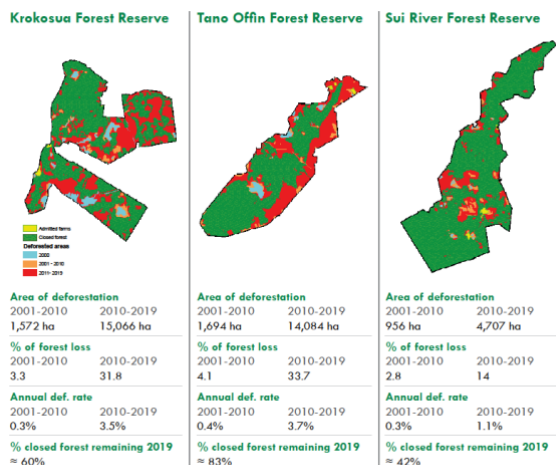 Krokosua Forest Reserve
Admitted farms
Closed forest
Deforested areas
2000
2001 - 2010
2011- 2019
Area of deforestation
2001-2010 2010-2019
1,572 ha 15,066 ha
% of forest loss
2001-2010 2010-2019
3.3 31.8
Annual def. rate
2001-2010 2010-2019
0.3% 3.5%
% closed forest remaining 2019
≈ 60%
Tano Offin Forest Reserve
Area of deforestation
2001-2010 2010-2019
1,694 ha 14,084 ha
% of forest loss
2001-2010 2010-2019
4.1 33.7
Annual def. rate
2001-2010 2010-2019
0.4% 3.7%
% closed forest remaining 2019
≈ 83%
Sui River Forest Reserve
Area of deforestation
2001-2010 2010-2019
956 ha 4,707 ha
% of forest loss
2001-2010 2010-2019
2.8 14
Annual def. rate
2001-2010 2010-2019
0.3% 1.1%
% closed forest remaining 2019
≈ 42%